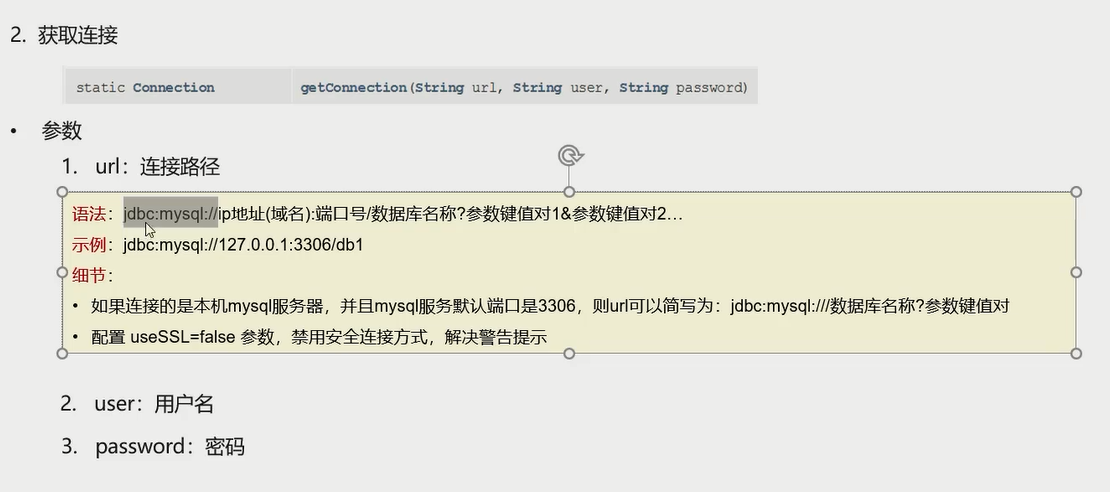 2. 获取连接
static Connection getConnection(String url, String user, String password)
• 参数
1. url：连接路径
语法：jdbc:mysql://ip地址(域名):端口号/数据库名称?参数键值对1&参数键值对2…
示例：jdbc:mysql://127.0.0.1:3306/db1
细节：
• 如果连接的是本机mysql服务器，并且mysql服务默认端口是3306，则url可以简写为：jdbc:mysql:///数据库名称?参数键值对
• 配置 useSSL=false 参数，禁用安全连接方式，解决警告提示
2. user：用户名
3. password：密码